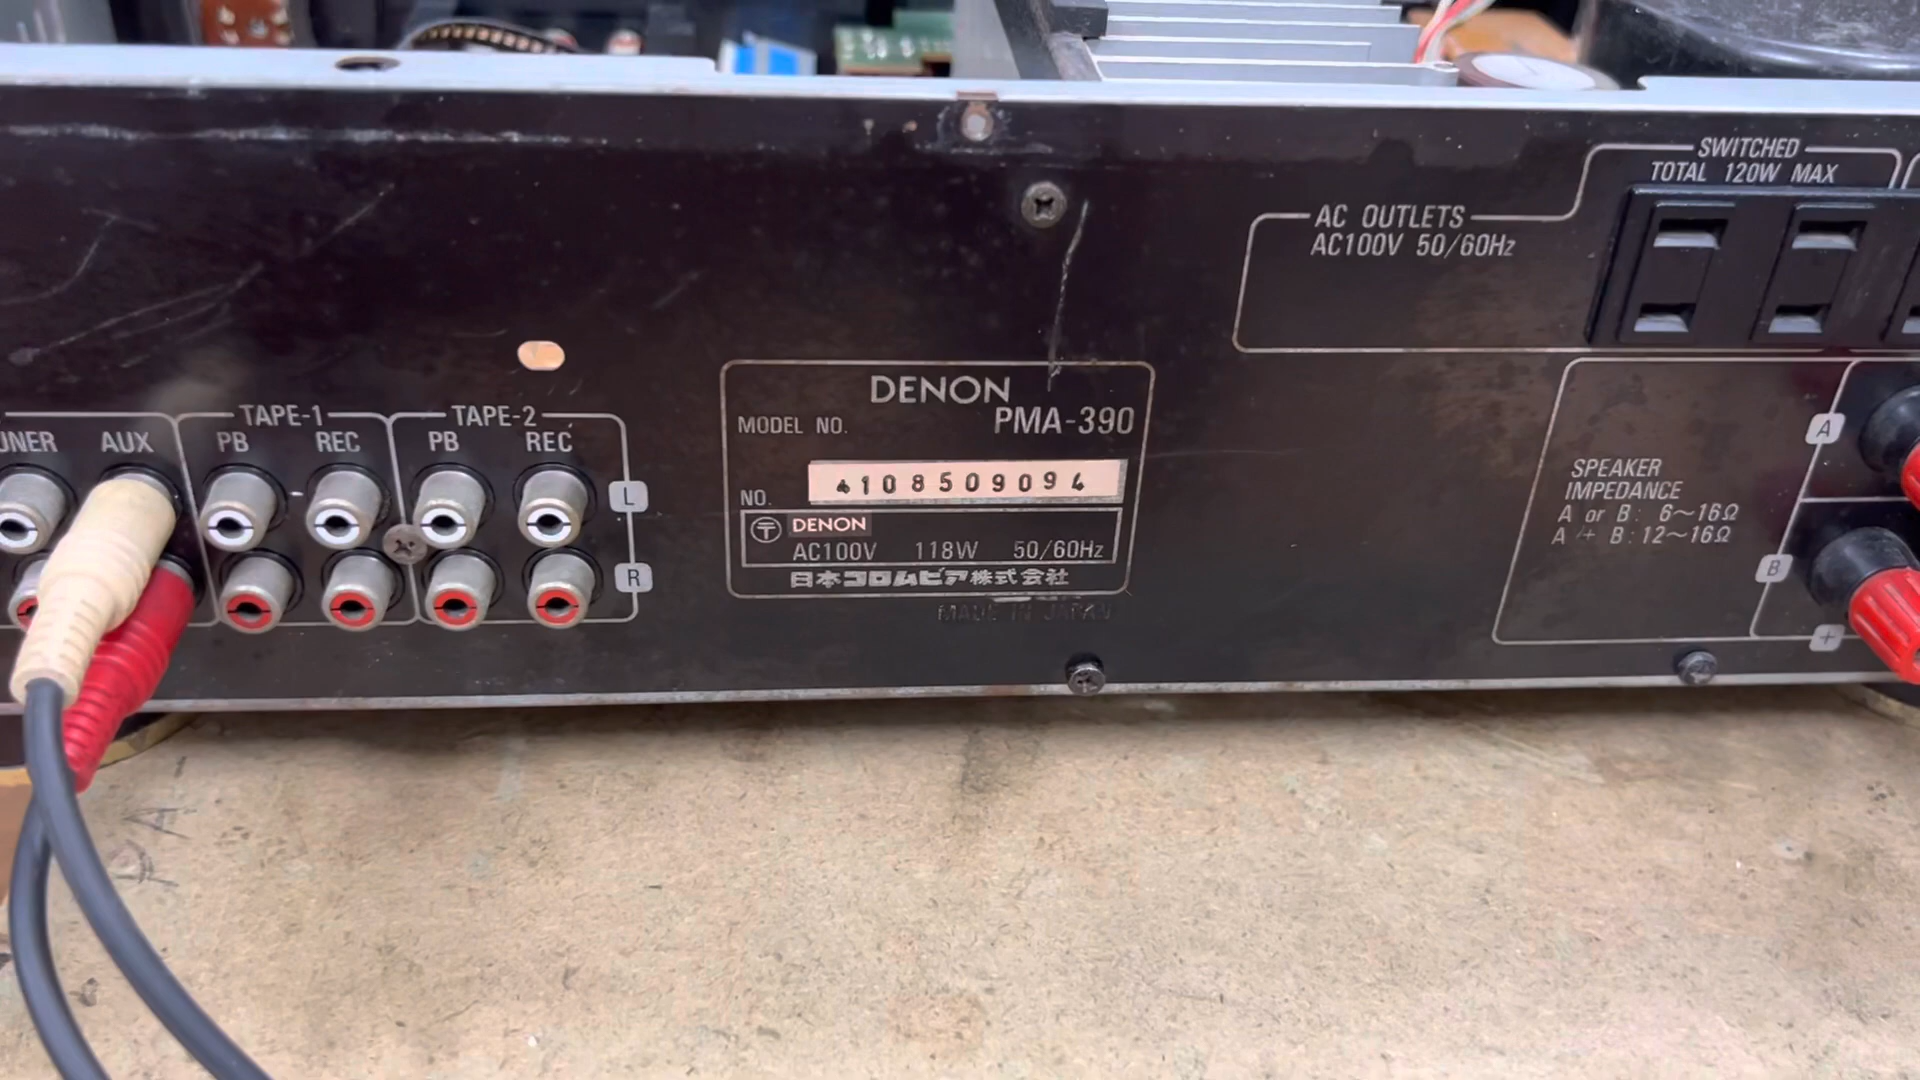 SWITCHED
TOTAL 120W MAX
AC OUTLETS
AC100V 50/60Hz
TAPE-1
TAPE-2
AUX
PB
REC
PB
REC
L
R
DENON
MODEL NO. PMA-390
NO. 4108509094
〒 DENON
AC100V 118W 50/60Hz
日本コロムビア株式会社
MADE IN JAPAN
SPEAKER
IMPEDANCE
A or B: 6~16Ω
A + B: 12~16Ω
A
B
+